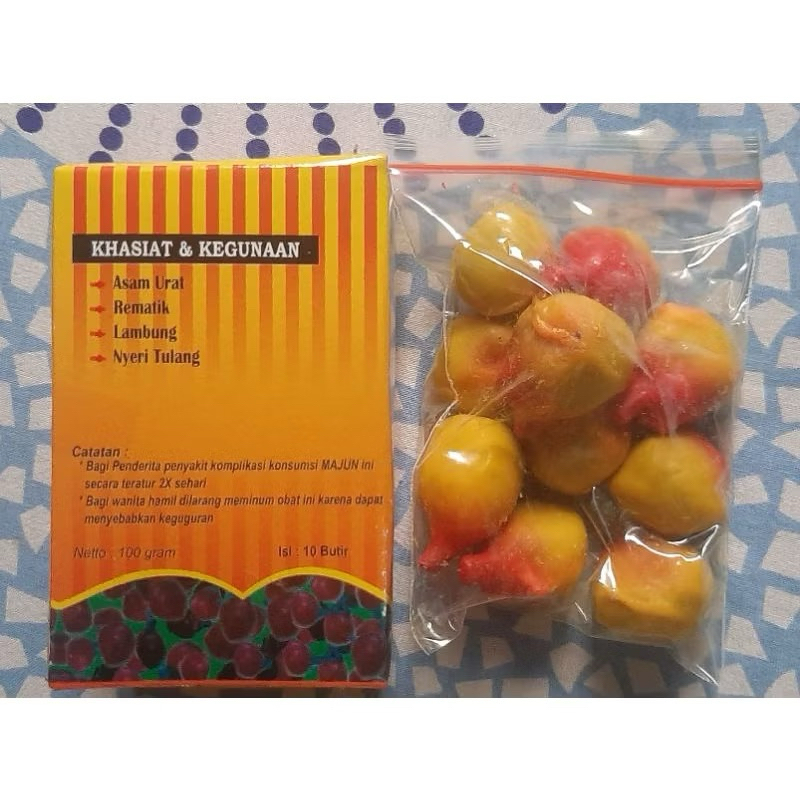 KHASIAT & KEGUNAAN
Asam Urat
Rematik
Lambung
Nyeri Tulang
Catatan :
* Bagi Penderita penyakit komplikasi konsumsi MAJUN ini
secara teratur 2X sehari
* Bagi wanita hamil dilarang meminum obat ini karena dapat
menyebabkan keguguran
Netto : 100 gram Isi : 10 Butir